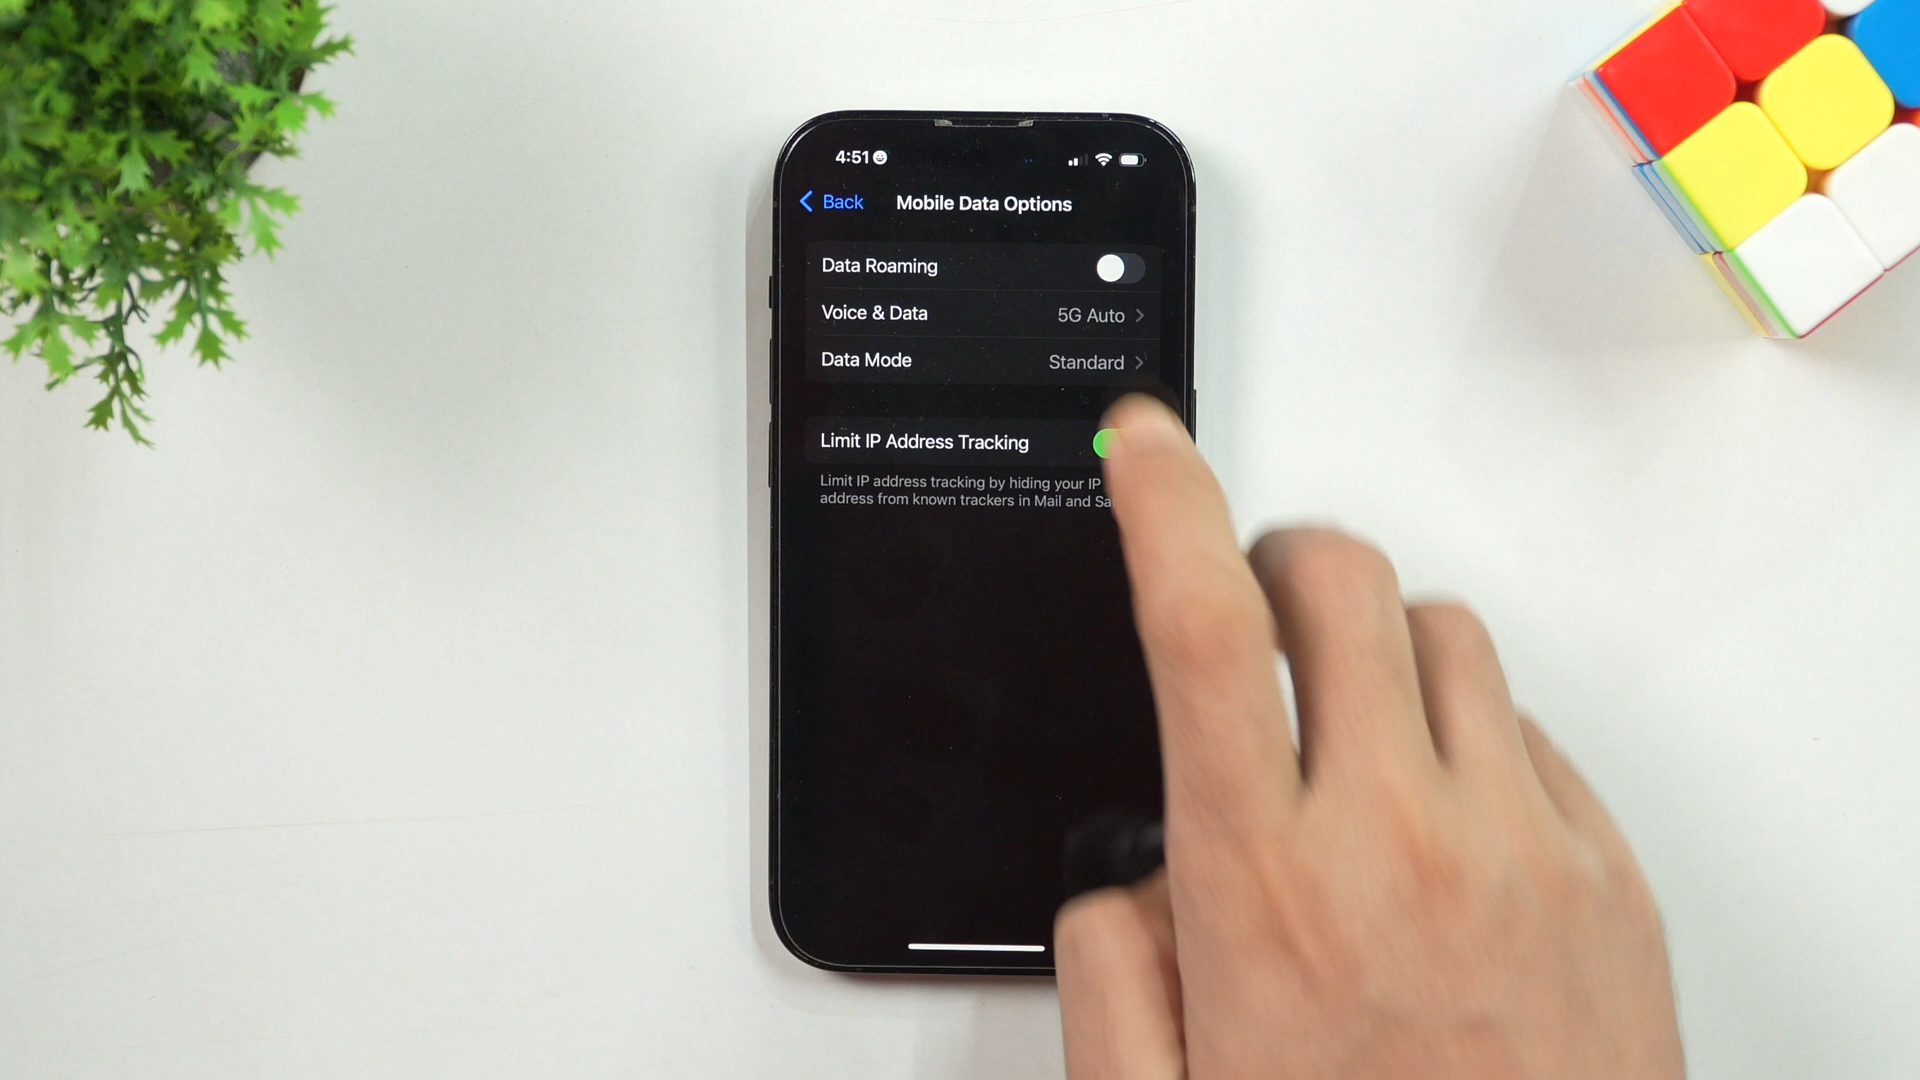 4:51
Back
Mobile Data Options
Data Roaming
Voice & Data
5G Auto
Data Mode
Standard
Limit IP Address Tracking
Limit IP address tracking by hiding your IP
address from known trackers in Mail and